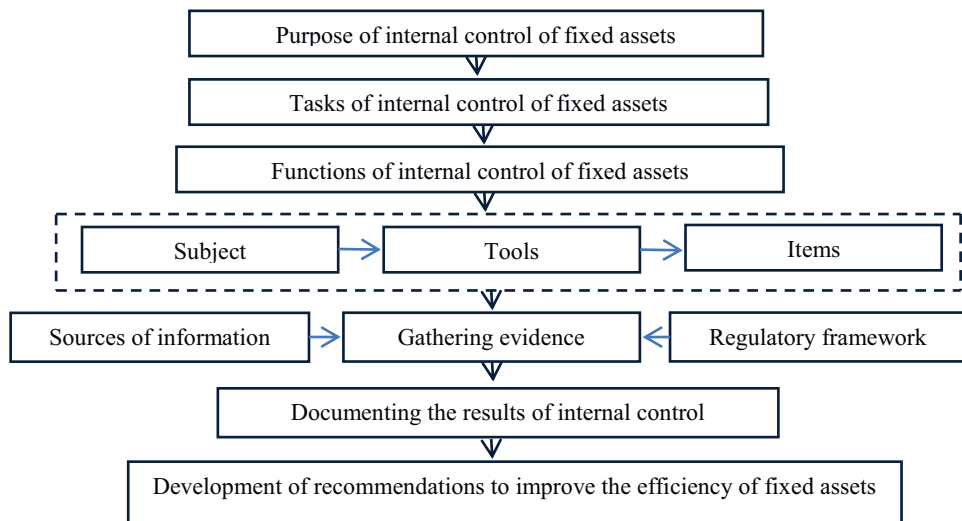 Purpose of internal control of fixed assets
Tasks of internal control of fixed assets
Functions of internal control of fixed assets
Subject
Tools
Items
Sources of information
Gathering evidence
Regulatory framework
Documenting the results of internal control
Development of recommendations to improve the efficiency of fixed assets